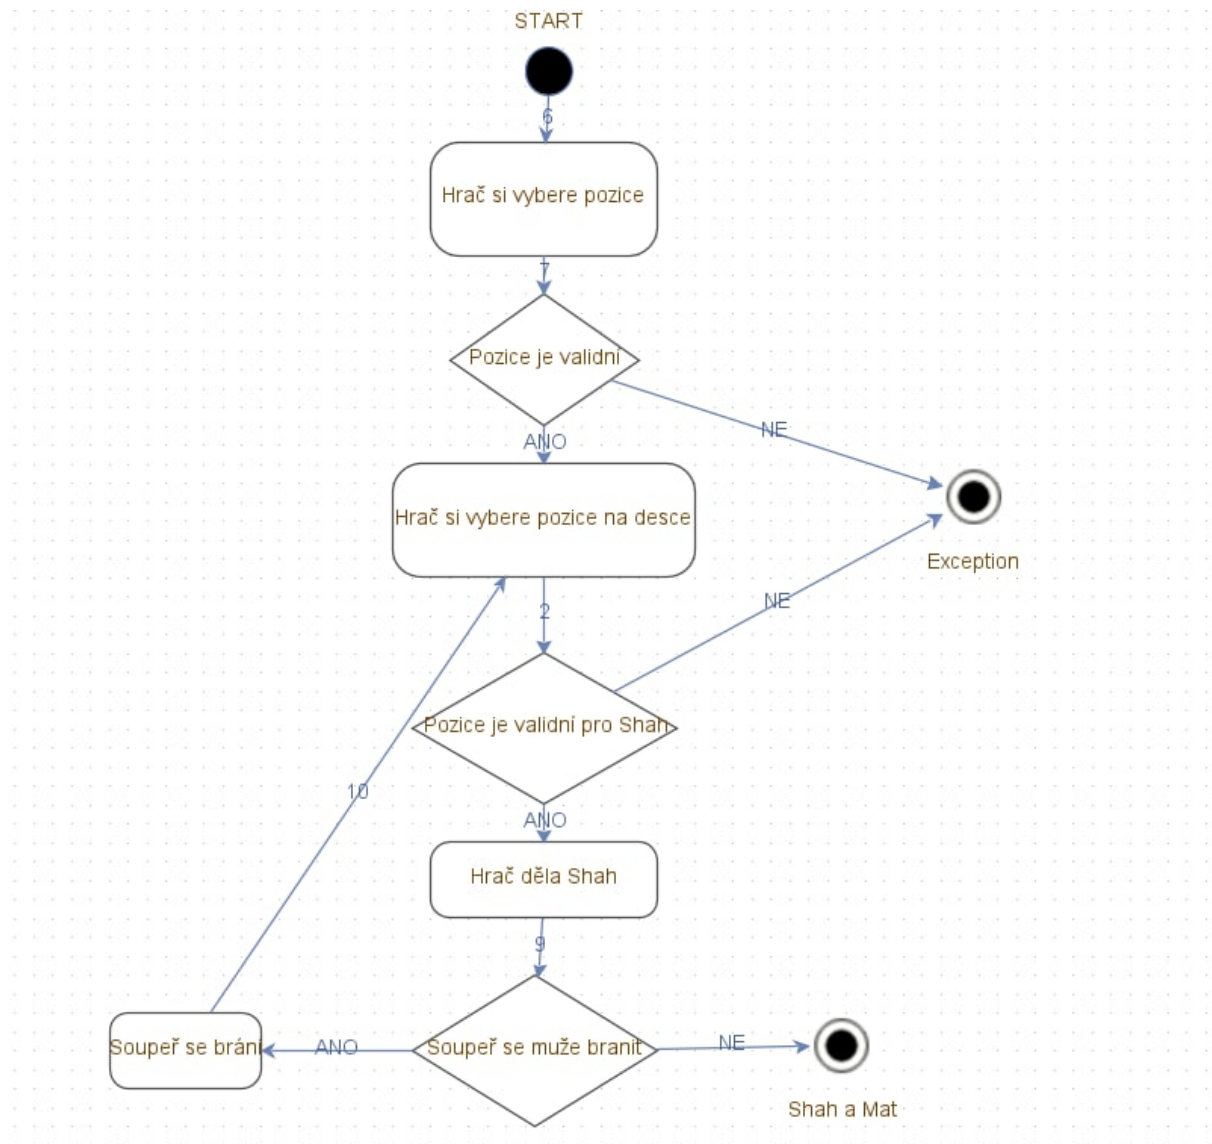 START
6
Hrač si vybere pozice
7
Pozice je validní
ANO
NE
Hrač si vybere pozice na desce
Exception
2
NE
Pozice je validní pro Shah
10
ANO
Hrač děla Shah
9
Soupeř se brání
ANO
Soupeř se muže branit
NE
Shah a Mat